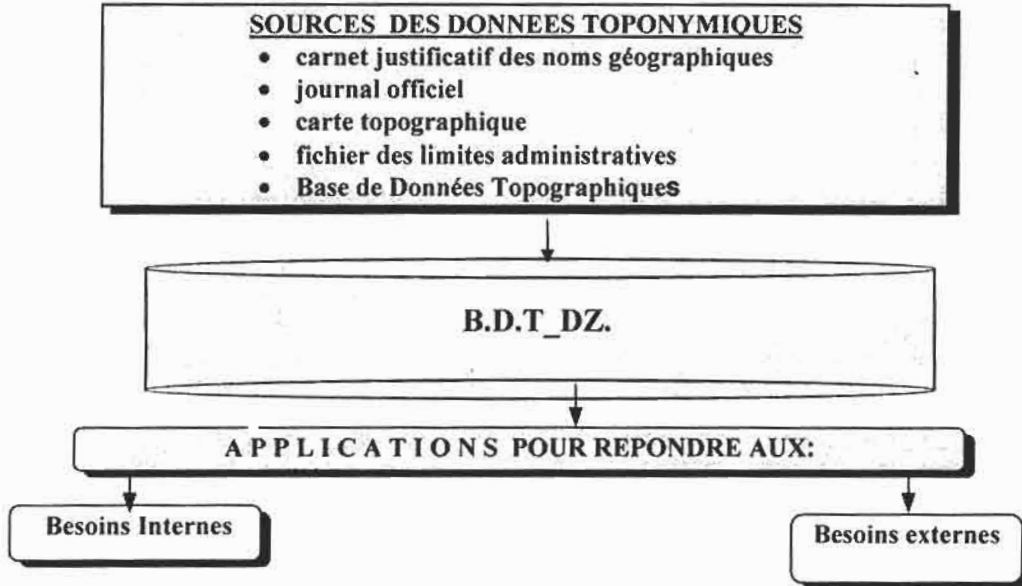 SOURCES DES DONNEES TOPONYMIQUES
• carnet justificatif des noms géographiques
• journal officiel
• carte topographique
• fichier des limites administratives
• Base de Données Topographiques
B.D.T_DZ.
A P P L I C A T I O N S POUR REPONDRE AUX:
Besoins Internes
Besoins externes